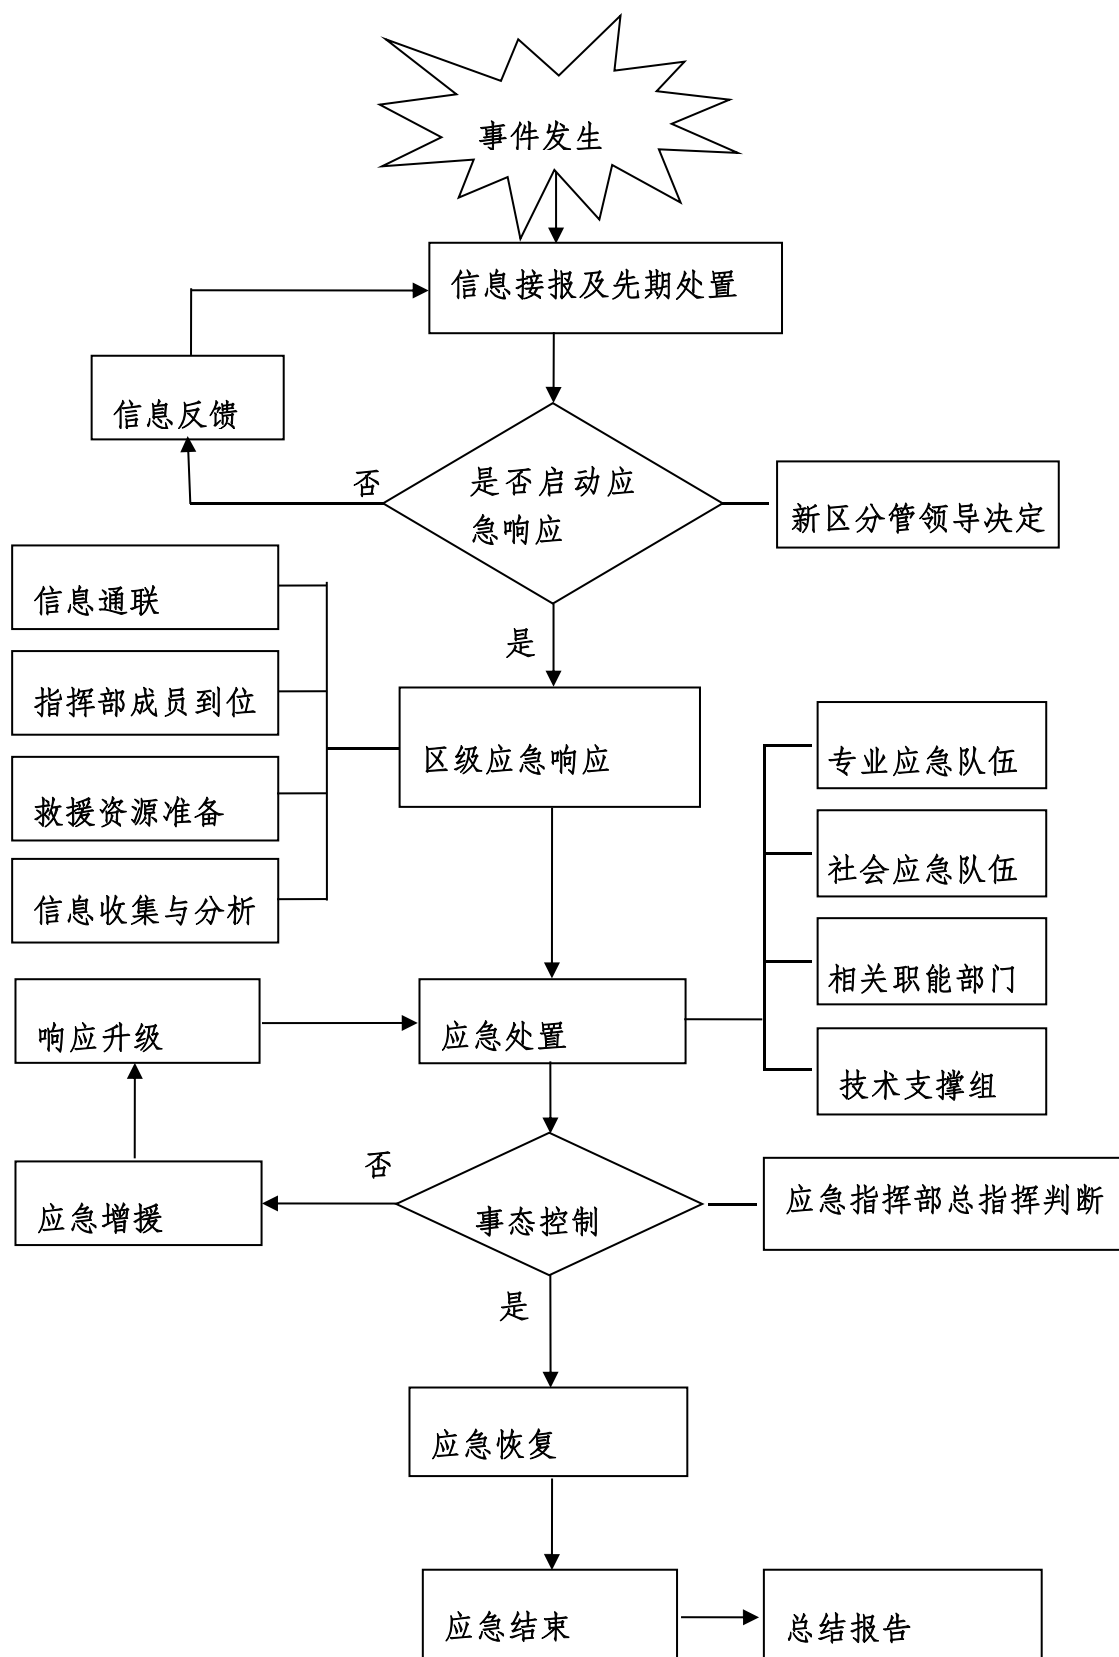 事件发生
信息接报及先期处置
信息反馈
否
是否启动应
急响应
新区分管领导决定
信息通联
是
指挥部成员到位
区级应急响应
专业应急队伍
救援资源准备
社会应急队伍
信息收集与分析
相关职能部门
响应升级
应急处置
技术支撑组
否
应急增援
事态控制
应急指挥部总指挥判断
是
应急恢复
应急结束
总结报告